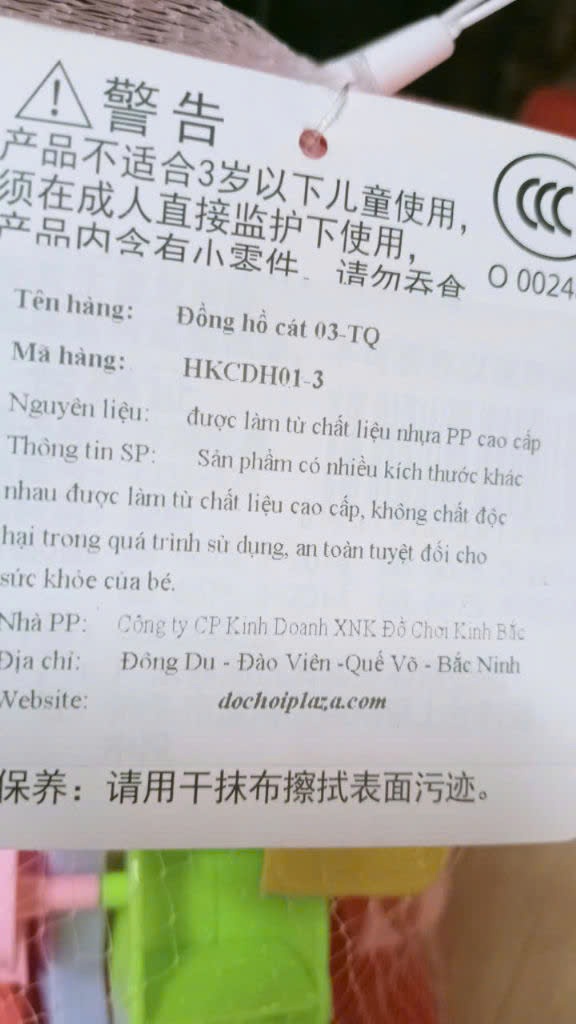 警告
产品不适合3岁以下儿童使用，
须在成人直接监护下使用，
产品内含有小零件．请勿吞食
O 0024
Tên hàng: Đồng hồ cát 03-TQ
Mã hàng: HKCDH01-3
Nguyên liệu: được làm từ chất liệu nhựa PP cao cấp
Thông tin SP: Sản phẩm có nhiều kích thước khác
nhau được làm từ chất liệu cao cấp, không chất độc
hại trong quá trình sử dụng, an toàn tuyệt đối cho
sức khỏe của bé.
Nhà PP: Công ty CP Kinh Doanh XNK Đồ Chơi Kinh Bắc
Địa chỉ: Đông Du - Đào Viên -Quế Võ - Bắc Ninh
Website: dochoiplaza.com
保养：请用干抹布擦拭表面污迹。